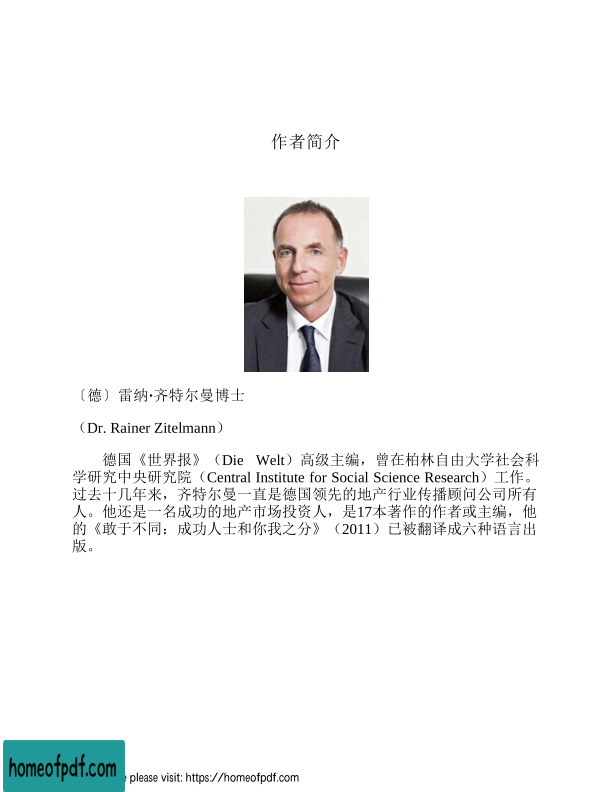 作者简介
〔德〕雷纳·齐特尔曼博士
（Dr. Rainer Zitelmann）
德国《世界报》（Die Welt）高级主编，曾在柏林自由大学社会科
学研究中央研究院（Central Institute for Social Science Research）工作。
过去十几年来，齐特尔曼一直是德国领先的地产行业传播顾问公司所有
人。他还是一名成功的地产市场投资人，是17本著作的作者或主编，他
的《敢于不同：成功人士和你我之分》（2011）已被翻译成六种语言出
版。
homeofpdf.com
please visit: https://homeofpdf.com